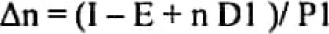 Δn = (I – E + n D1 )/ P1